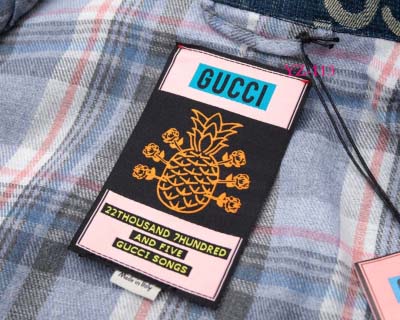 GUCCI
22THOUSAND 7HUNDRED
AND FIVE
GUCCI SONGS
Made in Italy